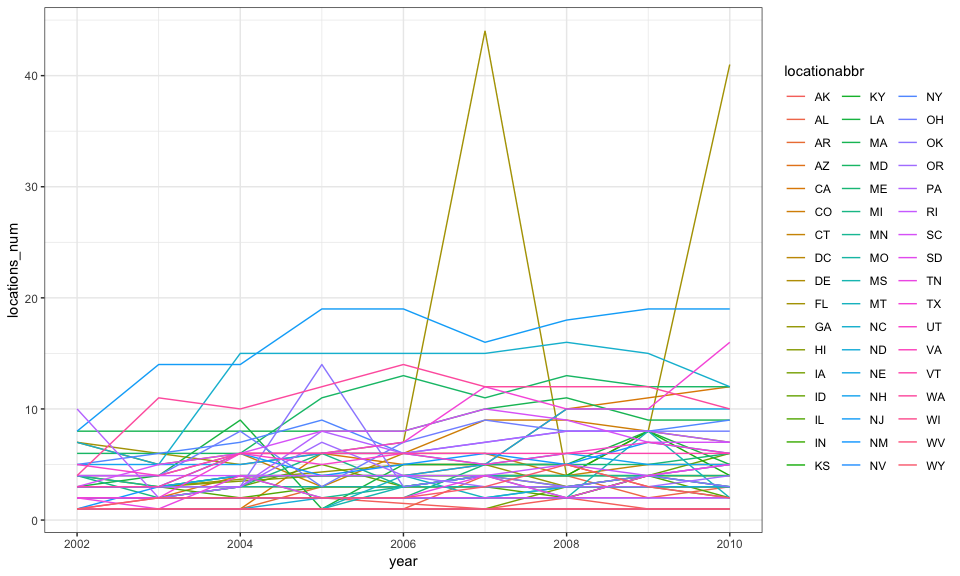 locations_num
40
30
20
10
0
2002 2004 2006 2008 2010
year
locationabbr
AK KY NY
AL LA OH
AR MA OK
AZ MD OR
CA ME PA
CO MI RI
CT MN SC
DC MO SD
DE MS TN
FL MT TX
GA NC UT
HI ND VA
IA NE VT
ID NH WA
IL NJ WI
IN NM WV
KS NV WY